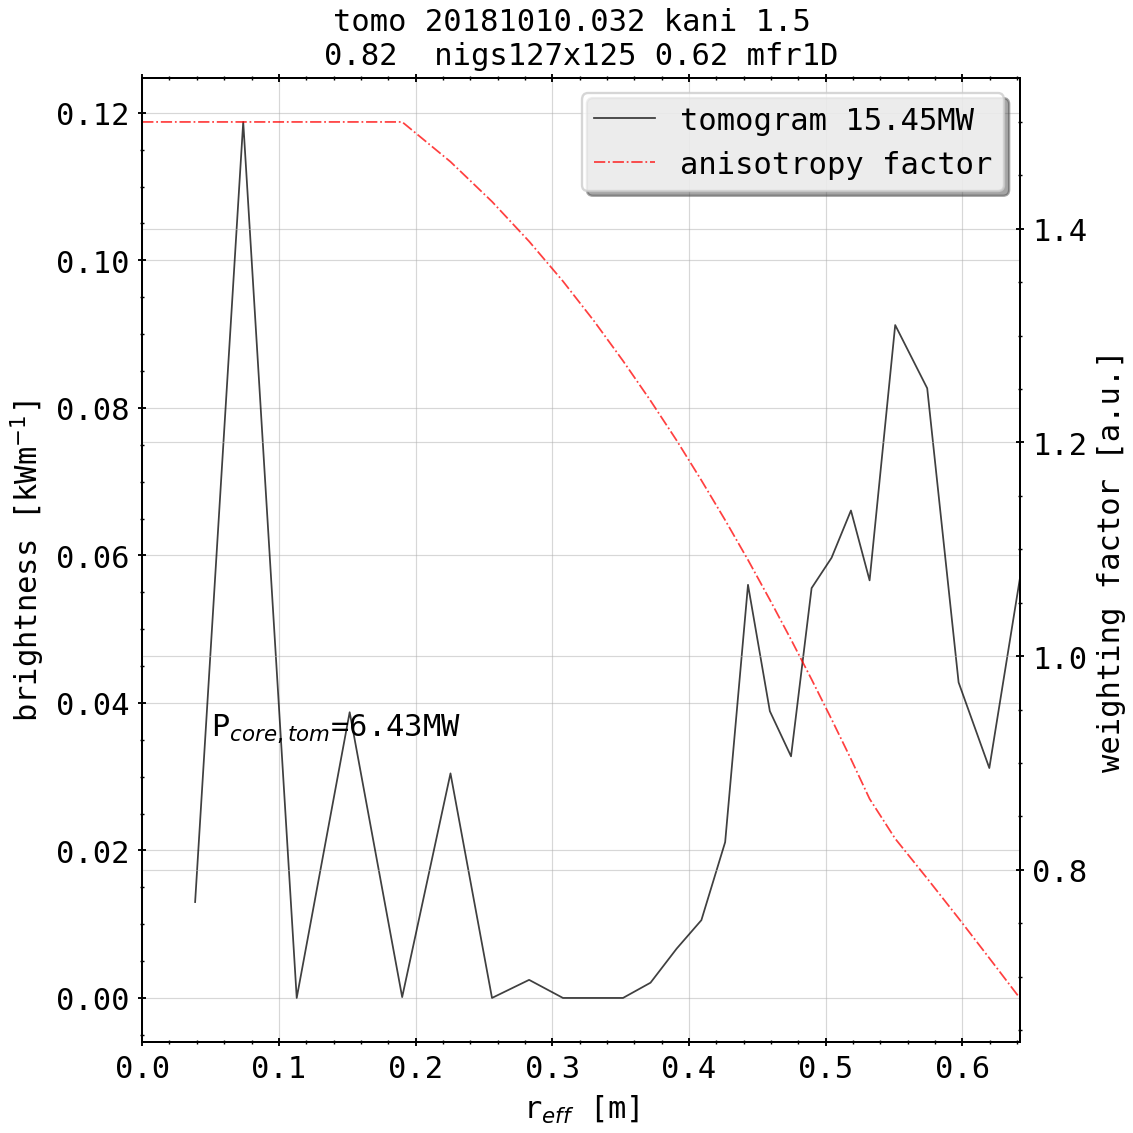 tomo 20181010.032 kani 1.5
0.82  nigs127x125 0.62 mfr1D
tomogram 15.45MW
anisotropy factor
0.12
0.10
0.08
0.06
0.04
0.02
0.00
brightness [kWm⁻¹]
P_core,tom=6.43MW
1.4
1.2
1.0
0.8
weighting factor [a.u.]
0.0 0.1 0.2 0.3 0.4 0.5 0.6
r_eff [m]